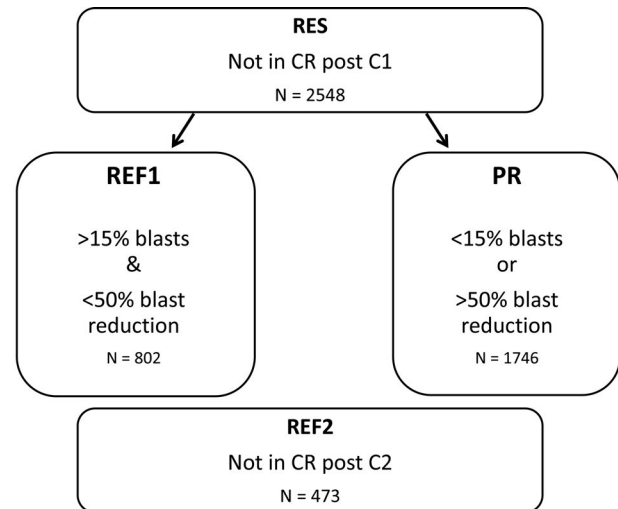 RES
Not in CR post C1
N = 2548
REF1
>15% blasts
&
<50% blast
reduction
N = 802
PR
<15% blasts
or
>50% blast
reduction
N = 1746
REF2
Not in CR post C2
N = 473